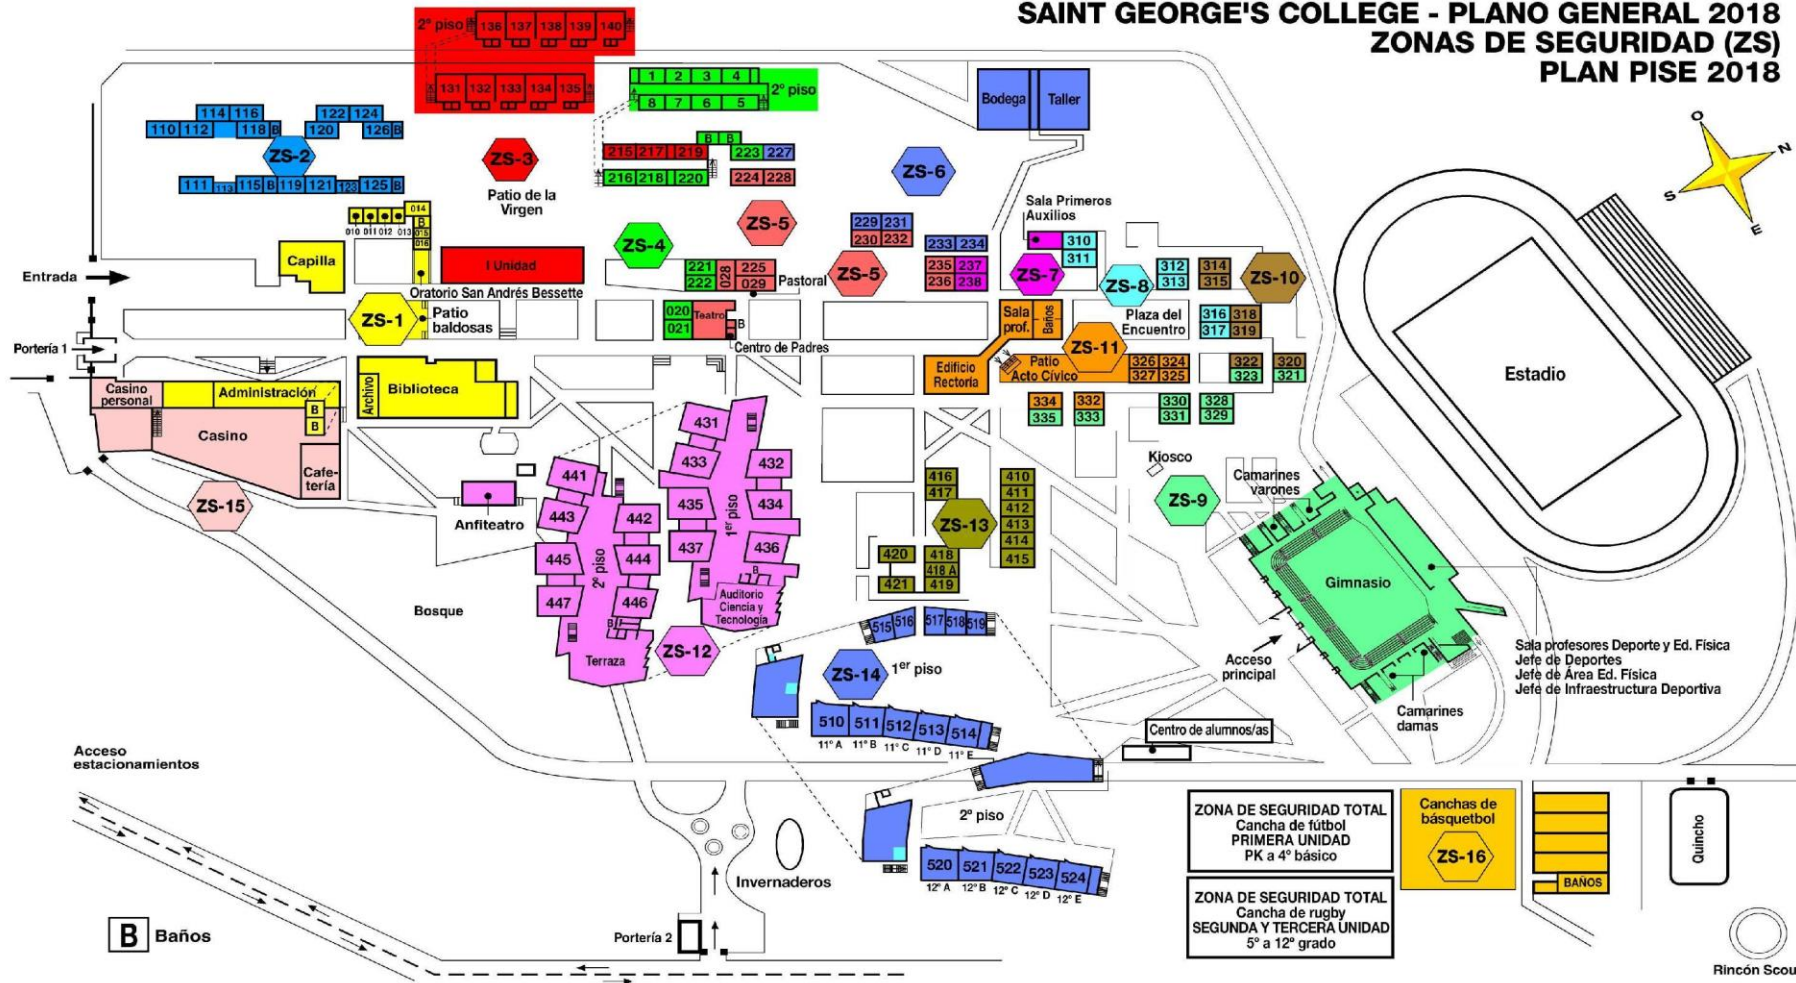 SAINT GEORGE'S COLLEGE - PLANO GENERAL 2018
ZONAS DE SEGURIDAD (ZS)
PLAN PISE 2018
2º piso
136 137 138 139 140
131 132 133 134 135
1 2 3 4
8 7 6 5
2º piso
Bodega
Taller
O
N
S
E
114 116
110 112 118 B
122 124
120 126 B
ZS-2
111 113 115 B 119 121 123 125 B
ZS-3
Patio de la
Virgen
B B
215 217 219
223 227
216 218 220
224 228
ZS-6
ZS-5
ZS-4
229 231
230 232
233 234
235 237
236 238
ZS-5
Sala Primeros
Auxilios
310
311
ZS-7
ZS-8
312
313
314
315
ZS-10
316 318
317 319
Plaza del
Encuentro
014
B
015
016
010 011 012 013
Capilla
I Unidad
Entrada
Oratorio San Andrés Bessette
ZS-1
Patio
baldosas
221
222
028
225
029
Pastoral
020
021
Teatro
B
Centro de Padres
Sala
prof.
Baños
ZS-11
Edificio
Rectoría
Patio
Acto Cívico
326 324
327 325
322
323
320
321
334
335
332
333
330
331
328
329
Portería 1
Casino
personal
Administración
B
B
Archivo
Biblioteca
Casino
Cafe-
tería
ZS-15
Anfiteatro
431
433
432
435
434
437
436
1er piso
B
Auditorio
Ciencia y
Tecnología
441
443
442
445
444
447
446
2º piso
B
Terraza
ZS-12
Bosque
416
417
ZS-13
420
418
418 A
421
419
410
411
412
413
414
415
Kiosco
ZS-9
Camarines
varones
Estadio
Gimnasio
Acceso
principal
Camarines
damas
Sala profesores Deporte y Ed. Física
Jefe de Deportes
Jefe de Área Ed. Física
Jefe de Infraestructura Deportiva
515 516
517 518 519
ZS-14
1er piso
510 511 512 513 514
11º A 11º B 11º C 11º D 11º E
Centro de alumnos/as
2º piso
520 521 522 523 524
12º A 12º B 12º C 12º D 12º E
Acceso
estacionamientos
Invernaderos
Portería 2
B Baños
ZONA DE SEGURIDAD TOTAL
Cancha de fútbol
PRIMERA UNIDAD
PK a 4º básico
ZONA DE SEGURIDAD TOTAL
Cancha de rugby
SEGUNDA Y TERCERA UNIDAD
5º a 12º grado
Canchas de
básquetbol
ZS-16
BAÑOS
Quincho
Rincón Scou